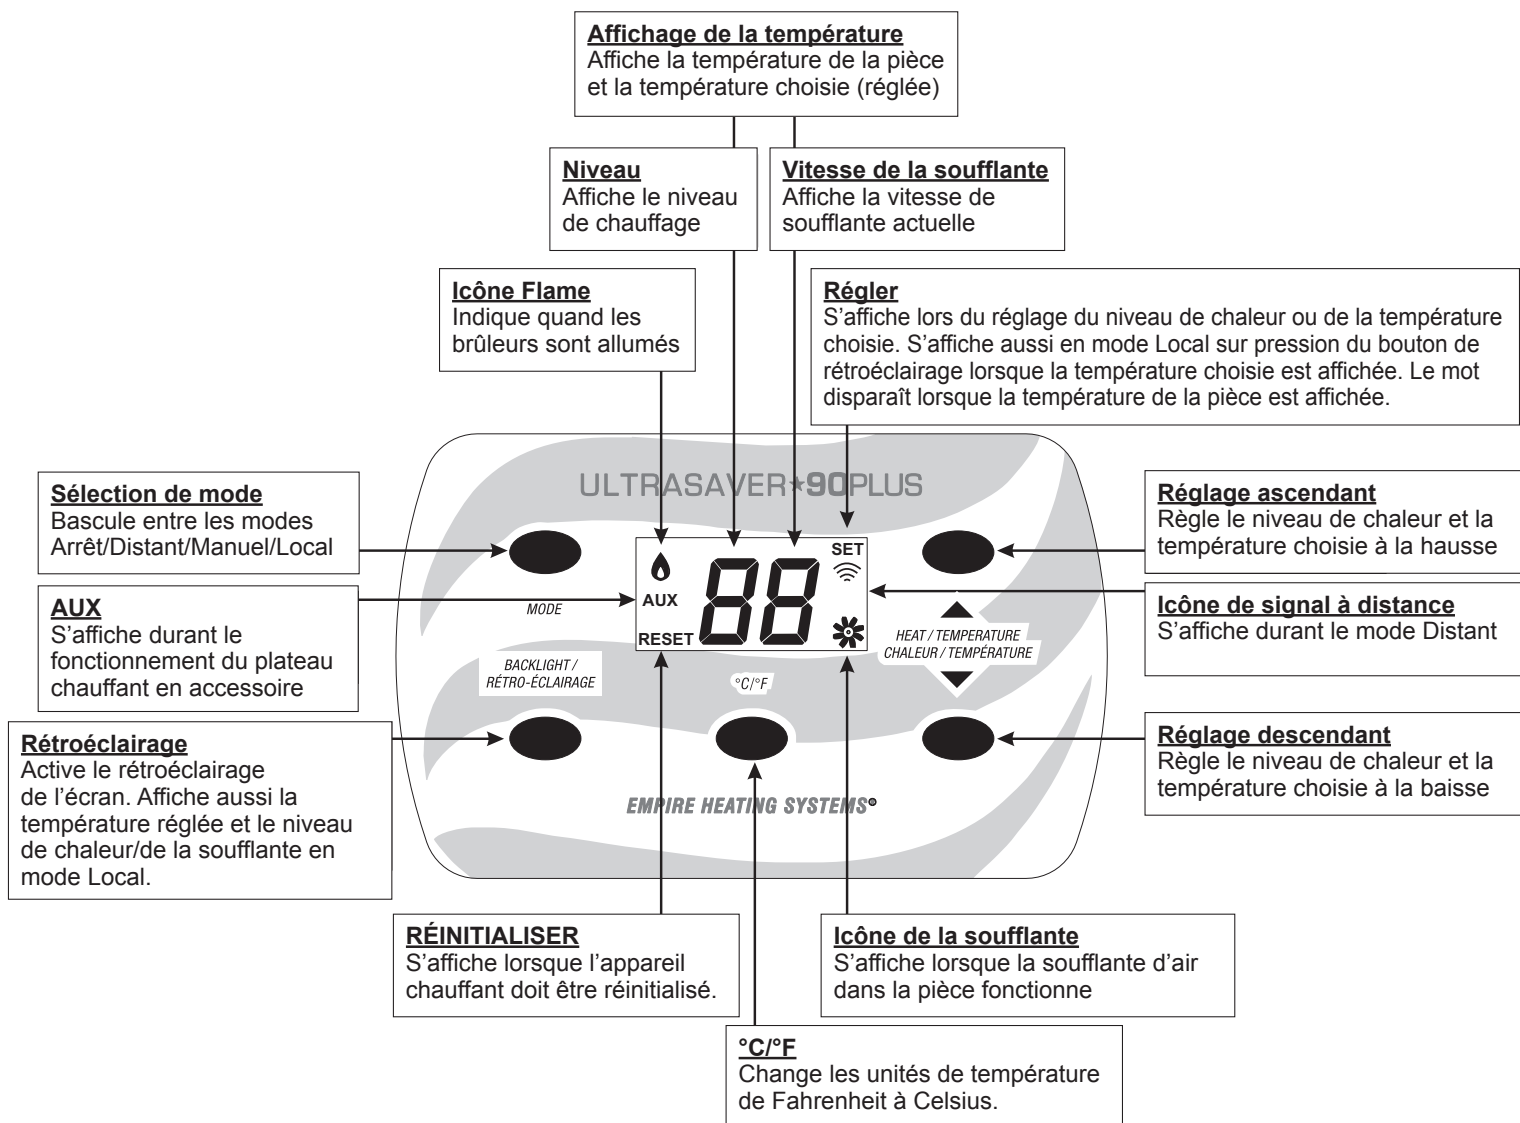 Affichage de la température
Affiche la température de la pièce
et la température choisie (réglée)
Niveau
Affiche le niveau
de chauffage
Vitesse de la soufflante
Affiche la vitesse de
soufflante actuelle
Icône Flame
Indique quand les
brûleurs sont allumés
Régler
S’affiche lors du réglage du niveau de chaleur ou de la température
choisie. S’affiche aussi en mode Local sur pression du bouton de
rétroéclairage lorsque la température choisie est affichée. Le mot
disparaît lorsque la température de la pièce est affichée.
Sélection de mode
Bascule entre les modes
Arrêt/Distant/Manuel/Local
AUX
S’affiche durant le
fonctionnement du plateau
chauffant en accessoire
Rétroéclairage
Active le rétroéclairage
de l’écran. Affiche aussi la
température réglée et le niveau
de chaleur/de la soufflante en
mode Local.
ULTRASAVER★90PLUS
MODE
BACKLIGHT /
RÉTRO-ÉCLAIRAGE
AUX
RESET
88
SET
°C/°F
HEAT / TEMPERATURE
CHALEUR / TEMPÉRATURE
EMPIRE HEATING SYSTEMS®
Réglage ascendant
Règle le niveau de chaleur et la
température choisie à la hausse
Icône de signal à distance
S’affiche durant le mode Distant
Réglage descendant
Règle le niveau de chaleur et la
température choisie à la baisse
RÉINITIALISER
S’affiche lorsque l’appareil
chauffant doit être réinitialisé.
Icône de la soufflante
S’affiche lorsque la soufflante d’air
dans la pièce fonctionne
°C/°F
Change les unités de température
de Fahrenheit à Celsius.